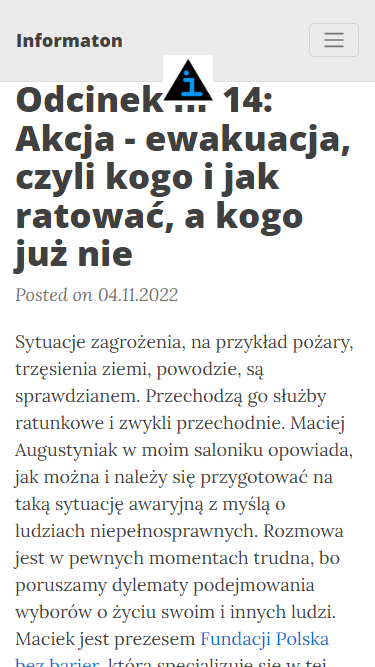 Informaton
Odcinek 14:
Akcja - ewakuacja,
czyli kogo i jak
ratować, a kogo
już nie
Posted on 04.11.2022
Sytuacje zagrożenia, na przykład pożary,
trzęsienia ziemi, powodzie, są
sprawdzianem. Przechodzą go służby
ratunkowe i zwykli przechodnie. Maciej
Augustyniak w moim saloniku opowiada,
jak można i należy się przygotować na
taką sytuację awaryjną z myślą o
ludziach niepełnosprawnych. Rozmowa
jest w pewnych momentach trudna, bo
poruszamy dylematy podejmowania
wyborów o życiu swoim i innych ludzi.
Maciek jest prezesem Fundacji Polska
bez barier, która specjalizuje się w tej